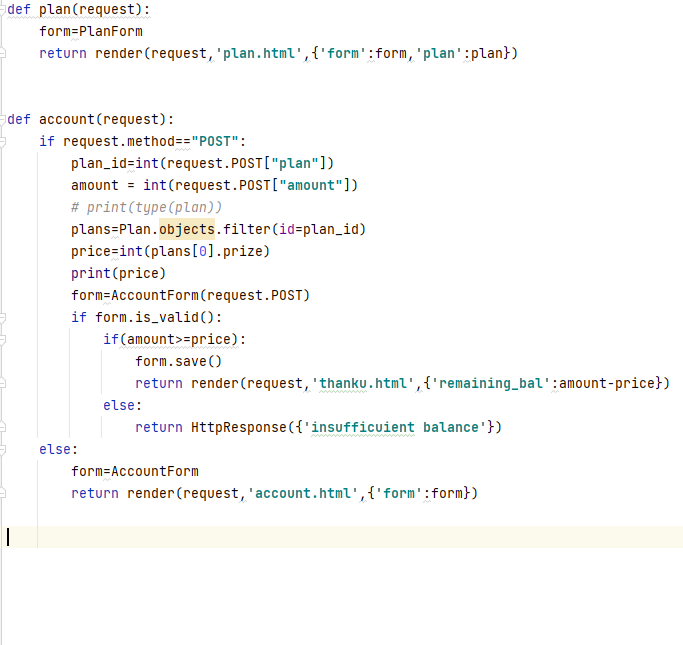 def plan(request):
    form=PlanForm
    return render(request,'plan.html',{'form':form,'plan':plan})
def account(request):
    if request.method=="POST":
        plan_id=int(request.POST["plan"])
        amount = int(request.POST["amount"])
        # print(type(plan))
        plans=Plan.objects.filter(id=plan_id)
        price=int(plans[0].prize)
        print(price)
        form=AccountForm(request.POST)
        if form.is_valid():
            if(amount>=price):
                form.save()
                return render(request,'thanku.html',{'remaining_bal':amount-price})
            else:
                return HttpResponse({'insufficuient balance'})
    else:
        form=AccountForm
        return render(request,'account.html',{'form':form})